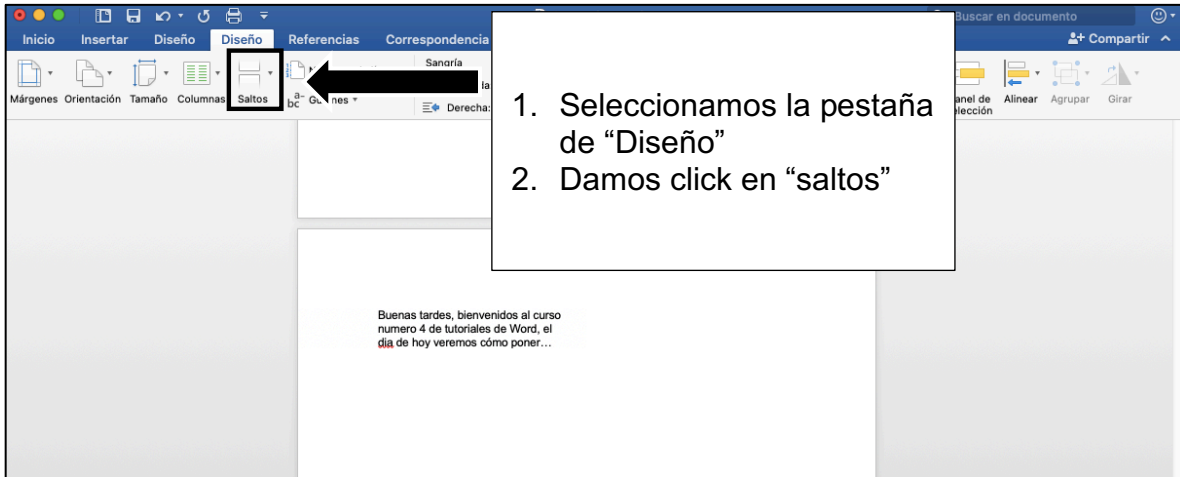 Buscar en documento
Inicio Insertar Diseño Diseño Referencias Correspondencia
Compartir
Márgenes Orientación Tamaño Columnas Saltos
bc
Sangría
Derecha:
Alinear Agrupar Girar
1. Seleccionamos la pestaña
de “Diseño”
2. Damos click en “saltos”
Buenas tardes, bienvenidos al curso
numero 4 de tutoriales de Word, el
dia de hoy veremos cómo poner…